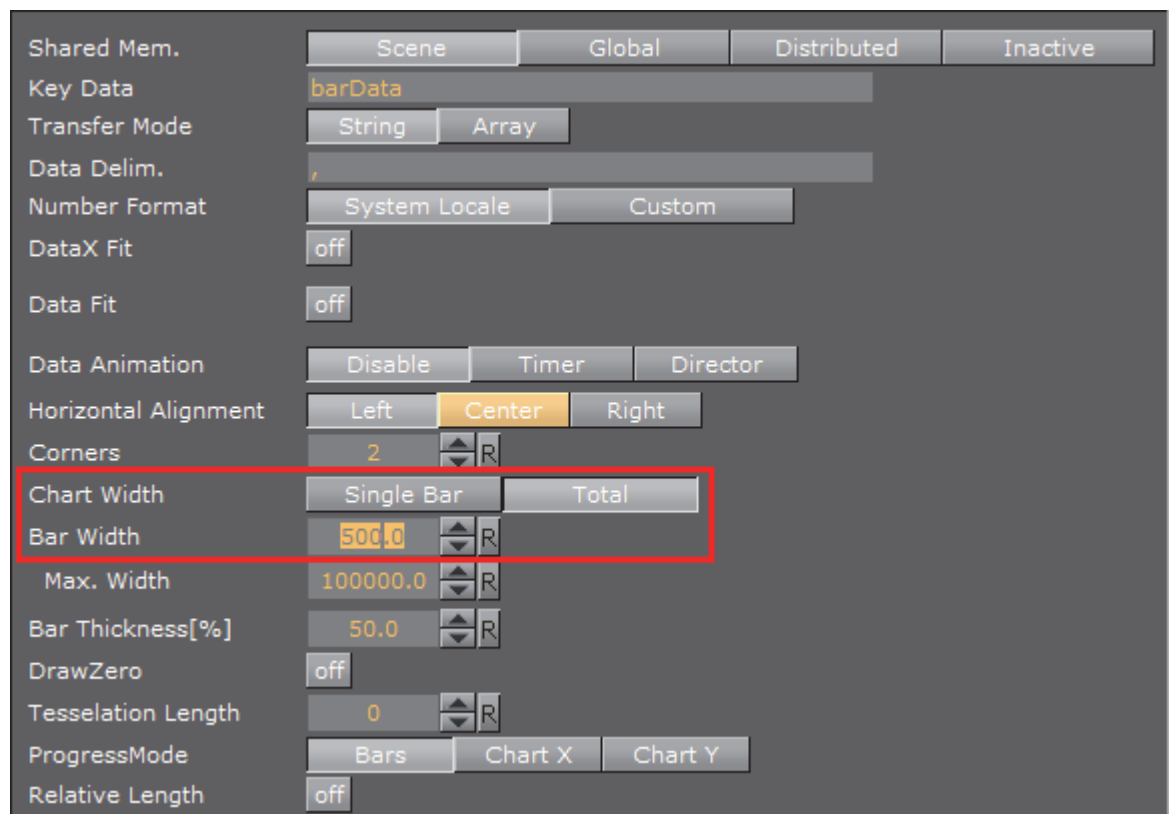 Shared Mem. Scene Global Distributed Inactive
Key Data barData
Transfer Mode String Array
Data Delim. ,
Number Format System Locale Custom
DataX Fit off
Data Fit off
Data Animation Disable Timer Director
Horizontal Alignment Left Center Right
Corners 2 R
Chart Width Single Bar Total
Bar Width 500.0 R
Max. Width 100000.0 R
Bar Thickness[%] 50.0 R
DrawZero off
Tesselation Length 0 R
ProgressMode Bars Chart X Chart Y
Relative Length off